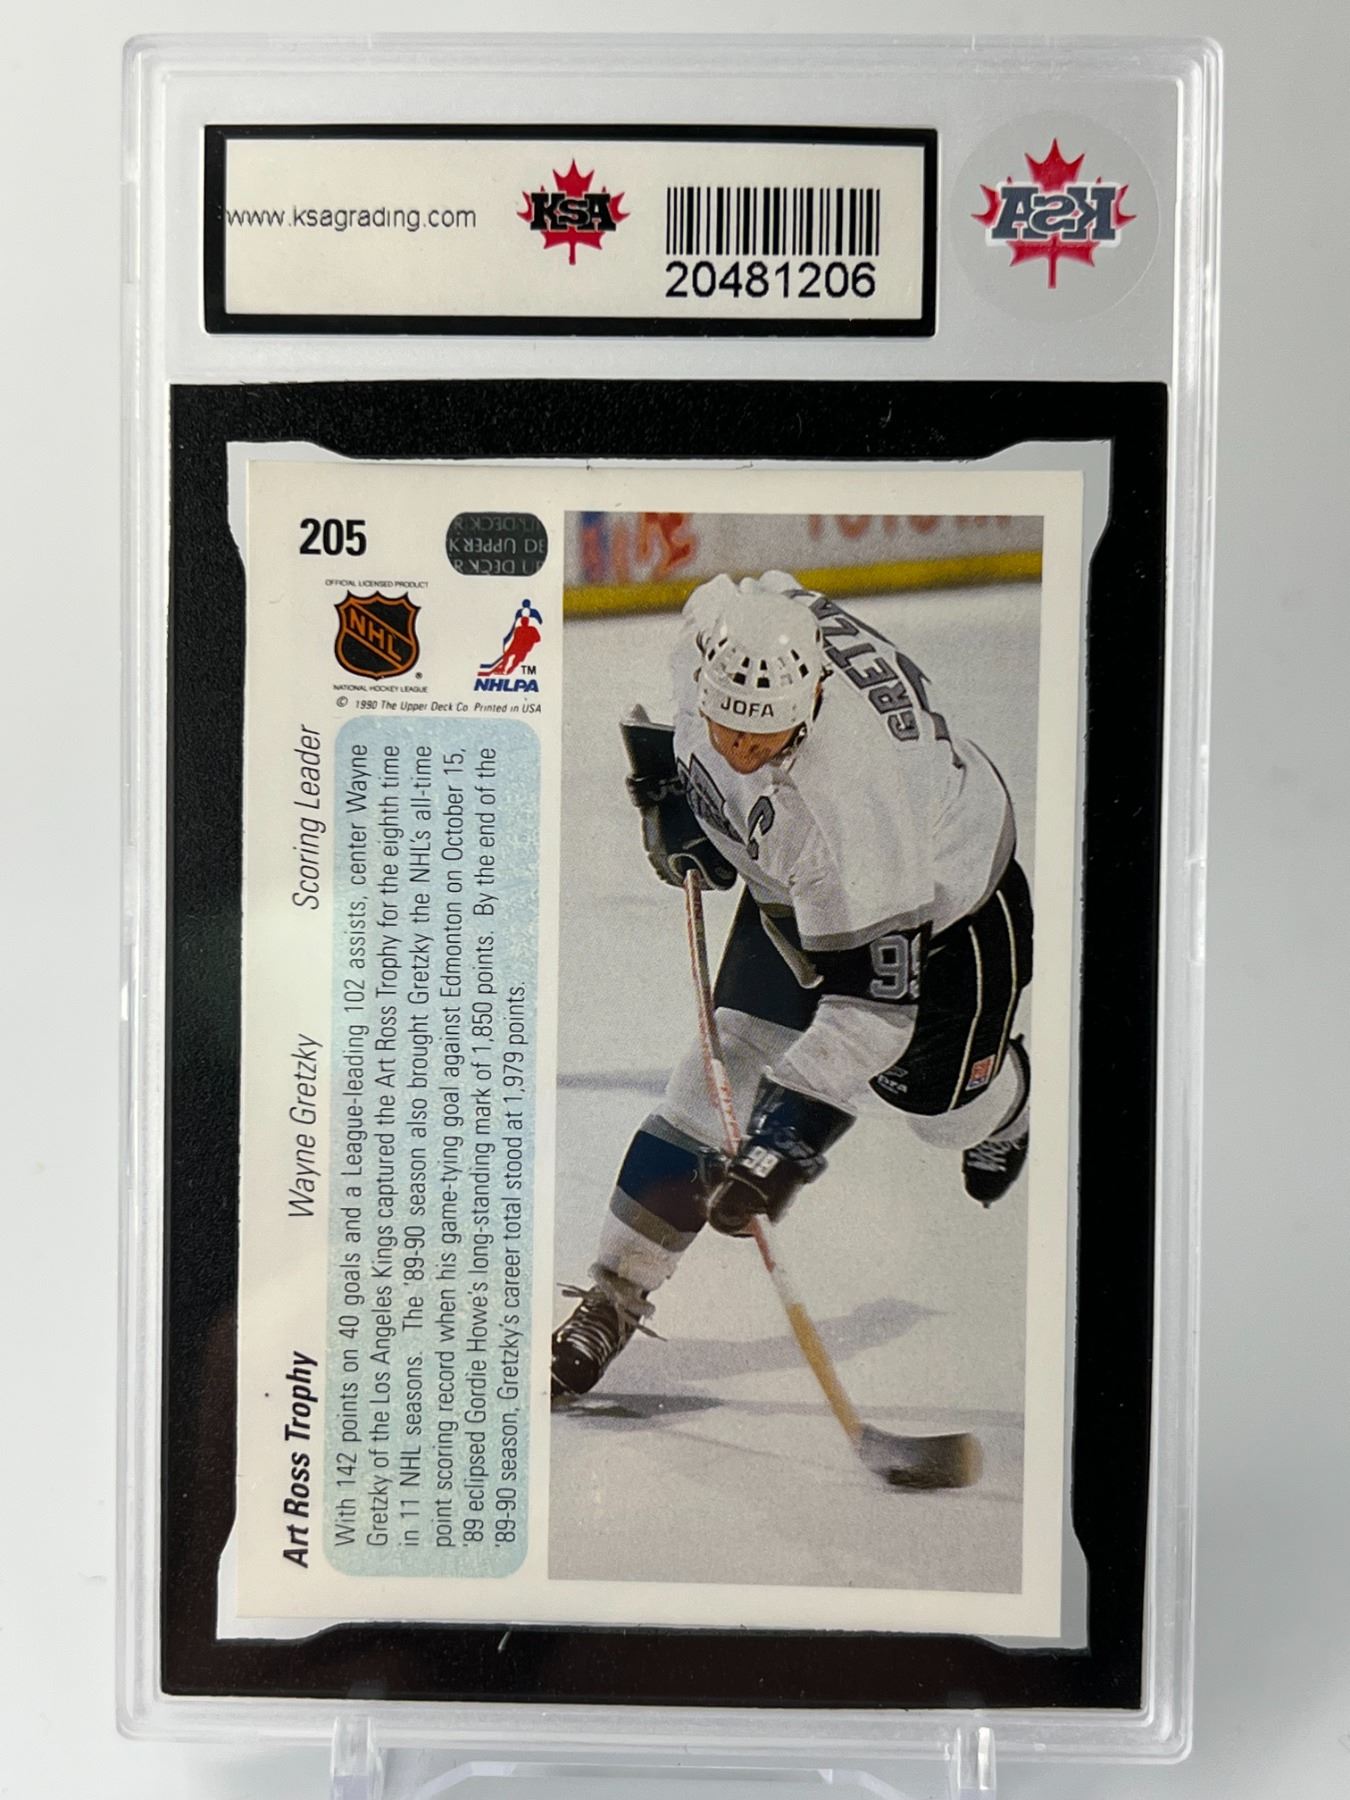 www.ksagrading.com
KSA
20481206
KSA
205
UPPER DECK
OFFICIAL LICENSED PRODUCT
NHL
®
NATIONAL HOCKEY LEAGUE
TM
NHLPA
© 1990 The Upper Deck Co. Printed in USA
Art Ross Trophy Wayne Gretzky Scoring Leader
With 142 points on 40 goals and a League-leading 102 assists, center Wayne
Gretzky of the Los Angeles Kings captured the Art Ross Trophy for the eighth time
in 11 NHL seasons. The '89-90 season also brought Gretzky the NHL's all-time
point scoring record when his game-tying goal against Edmonton on October 15,
'89 eclipsed Gordie Howe's long-standing mark of 1,850 points. By the end of the
'89-90 season, Gretzky's career total stood at 1,979 points.
GRETZKY
JOFA
C
99